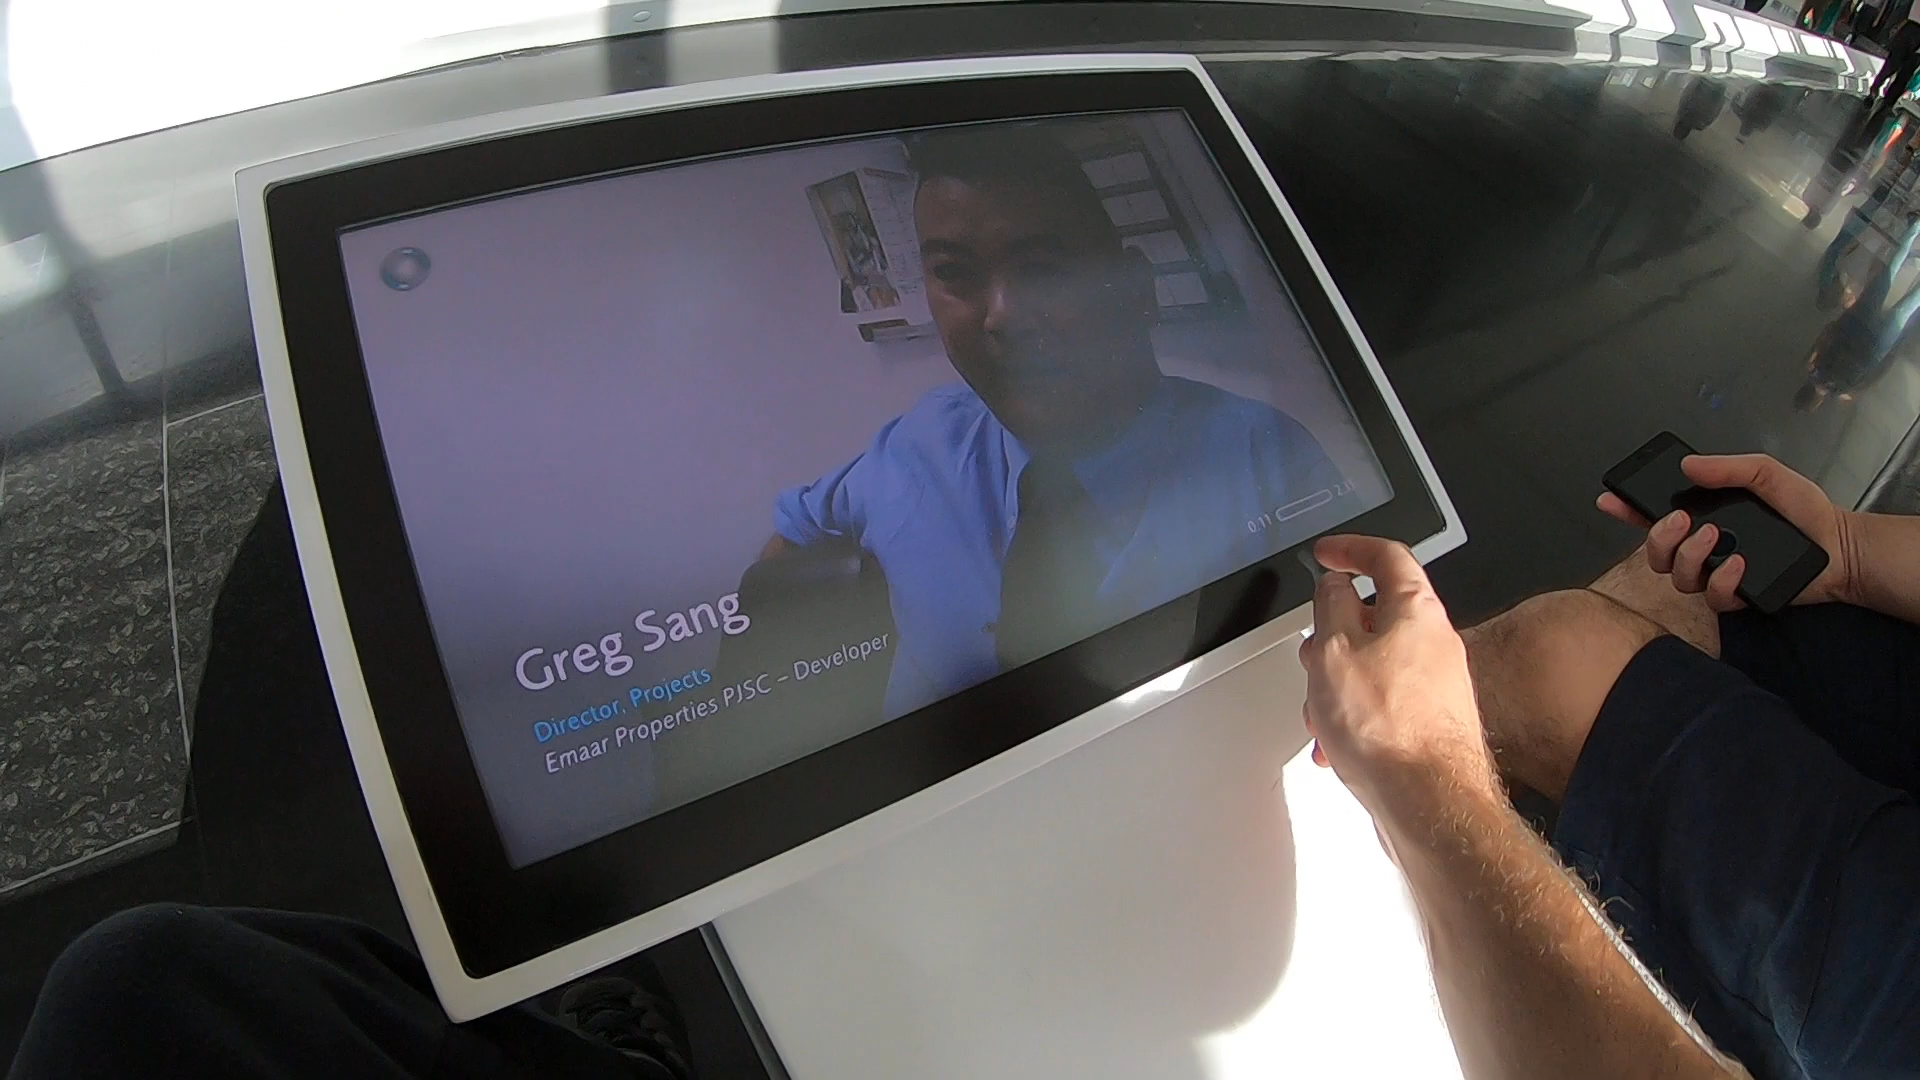 Greg Sang
Director, Projects
Emaar Properties PJSC – Developer
0:11